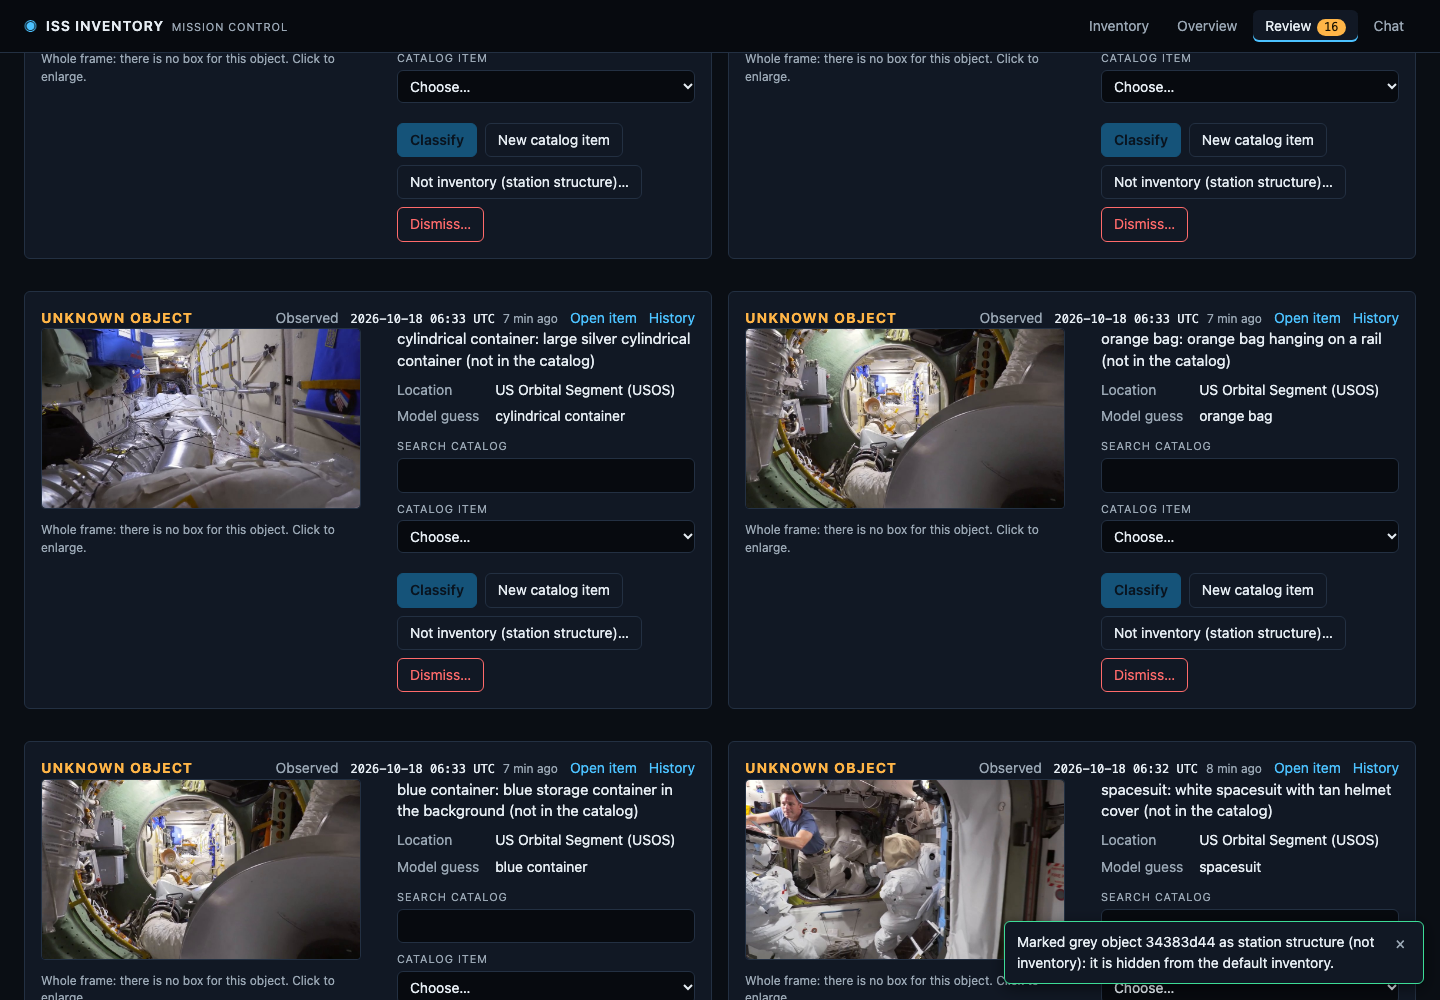 ISS INVENTORY MISSION CONTROL
Inventory Overview Review 16 Chat
Whole frame: there is no box for this object. Click to
enlarge.
CATALOG ITEM
Choose...
Classify New catalog item
Not inventory (station structure)...
Dismiss...
Whole frame: there is no box for this object. Click to
enlarge.
CATALOG ITEM
Choose...
Classify New catalog item
Not inventory (station structure)...
Dismiss...
UNKNOWN OBJECT Observed 2026-10-18 06:33 UTC 7 min ago Open item History
cylindrical container: large silver cylindrical
container (not in the catalog)
Location US Orbital Segment (USOS)
Model guess cylindrical container
SEARCH CATALOG
CATALOG ITEM
Choose...
Whole frame: there is no box for this object. Click to
enlarge.
Classify New catalog item
Not inventory (station structure)...
Dismiss...
UNKNOWN OBJECT Observed 2026-10-18 06:33 UTC 7 min ago Open item History
orange bag: orange bag hanging on a rail
(not in the catalog)
Location US Orbital Segment (USOS)
Model guess orange bag
SEARCH CATALOG
CATALOG ITEM
Choose...
Whole frame: there is no box for this object. Click to
enlarge.
Classify New catalog item
Not inventory (station structure)...
Dismiss...
UNKNOWN OBJECT Observed 2026-10-18 06:33 UTC 7 min ago Open item History
blue container: blue storage container in
the background (not in the catalog)
Location US Orbital Segment (USOS)
Model guess blue container
SEARCH CATALOG
CATALOG ITEM
Choose...
Whole frame: there is no box for this object. Click to
enlarge.
UNKNOWN OBJECT Observed 2026-10-18 06:32 UTC 8 min ago Open item History
spacesuit: white spacesuit with tan helmet
cover (not in the catalog)
Location US Orbital Segment (USOS)
Model guess spacesuit
SEARCH CATALOG
Choose...
Whole frame: there is no box for this object.
enlarge.
Marked grey object 34383d44 as station structure (not
inventory): it is hidden from the default inventory.
×